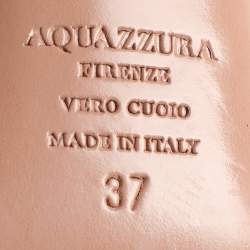 AQUAZZURA
FIRENZE
VERO CUOIO
MADE IN ITALY
37